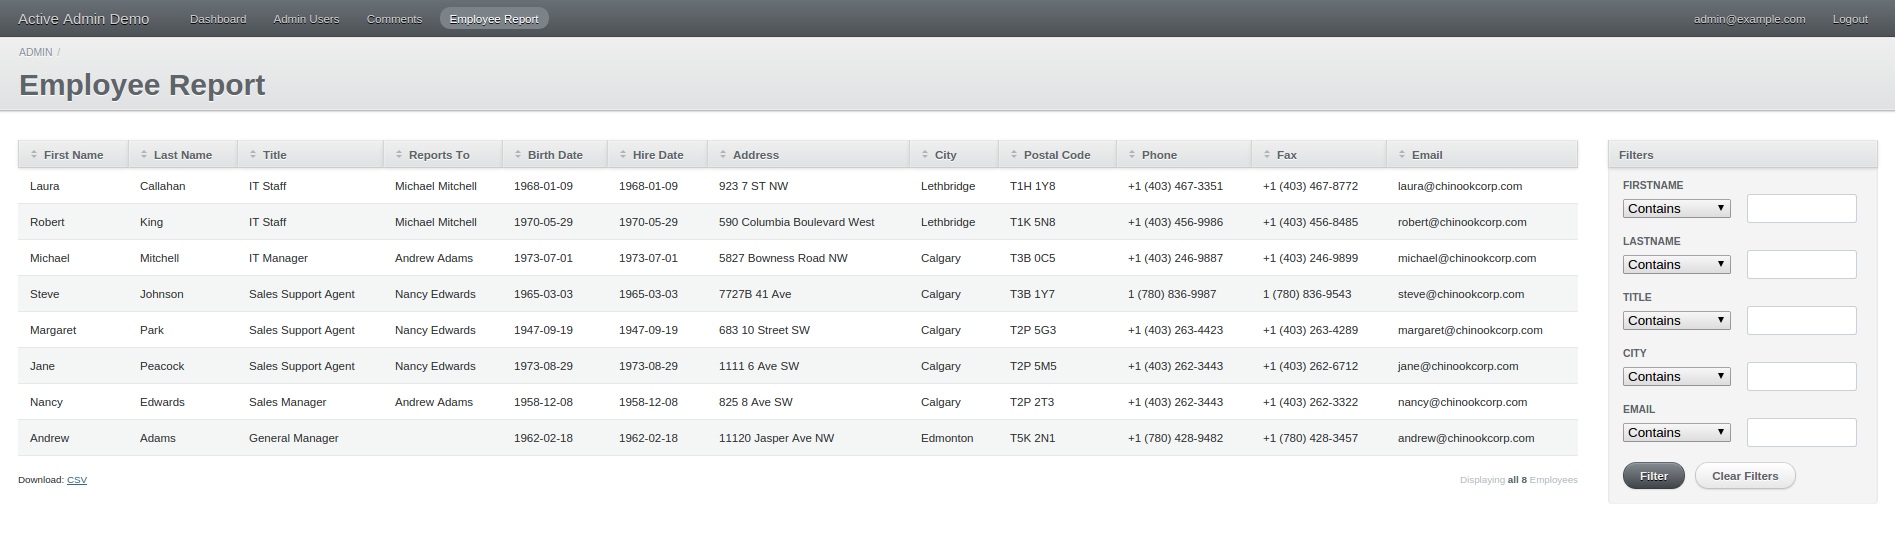 Active Admin Demo Dashboard Admin Users Comments Employee Report admin@example.com Logout
ADMIN /
Employee Report
First Name Last Name Title Reports To Birth Date Hire Date Address City Postal Code Phone Fax Email
Laura Callahan IT Staff Michael Mitchell 1968-01-09 1968-01-09 923 7 ST NW Lethbridge T1H 1Y8 +1 (403) 467-3351 +1 (403) 467-8772 laura@chinookcorp.com
Robert King IT Staff Michael Mitchell 1970-05-29 1970-05-29 590 Columbia Boulevard West Lethbridge T1K 5N8 +1 (403) 456-9986 +1 (403) 456-8485 robert@chinookcorp.com
Michael Mitchell IT Manager Andrew Adams 1973-07-01 1973-07-01 5827 Bowness Road NW Calgary T3B 0C5 +1 (403) 246-9887 +1 (403) 246-9899 michael@chinookcorp.com
Steve Johnson Sales Support Agent Nancy Edwards 1965-03-03 1965-03-03 7727B 41 Ave Calgary T3B 1Y7 1 (780) 836-9987 1 (780) 836-9543 steve@chinookcorp.com
Margaret Park Sales Support Agent Nancy Edwards 1947-09-19 1947-09-19 683 10 Street SW Calgary T2P 5G3 +1 (403) 263-4423 +1 (403) 263-4289 margaret@chinookcorp.com
Jane Peacock Sales Support Agent Nancy Edwards 1973-08-29 1973-08-29 1111 6 Ave SW Calgary T2P 5M5 +1 (403) 262-3443 +1 (403) 262-6712 jane@chinookcorp.com
Nancy Edwards Sales Manager Andrew Adams 1958-12-08 1958-12-08 825 8 Ave SW Calgary T2P 2T3 +1 (403) 262-3443 +1 (403) 262-3322 nancy@chinookcorp.com
Andrew Adams General Manager 1962-02-18 1962-02-18 11120 Jasper Ave NW Edmonton T5K 2N1 +1 (780) 428-9482 +1 (780) 428-3457 andrew@chinookcorp.com
Download: CSV Displaying all 8 Employees
Filters
FIRSTNAME
Contains
LASTNAME
Contains
TITLE
Contains
CITY
Contains
EMAIL
Contains
Filter Clear Filters